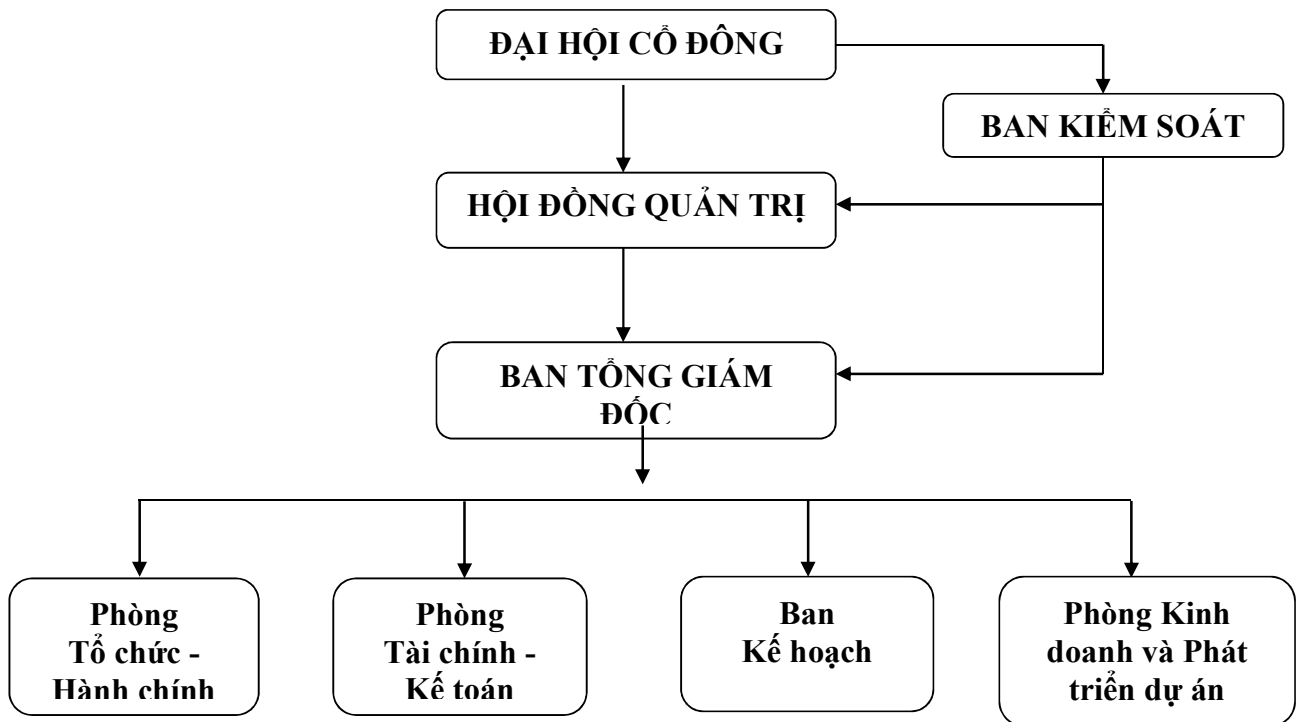 ĐẠI HỘI CỔ ĐÔNG
BAN KIỂM SOÁT
HỘI ĐỒNG QUẢN TRỊ
BAN TỔNG GIÁM
ĐỐC
Phòng
Tổ chức -
Hành chính
Phòng
Tài chính -
Kế toán
Ban
Kế hoạch
Phòng Kinh
doanh và Phát
triển dự án